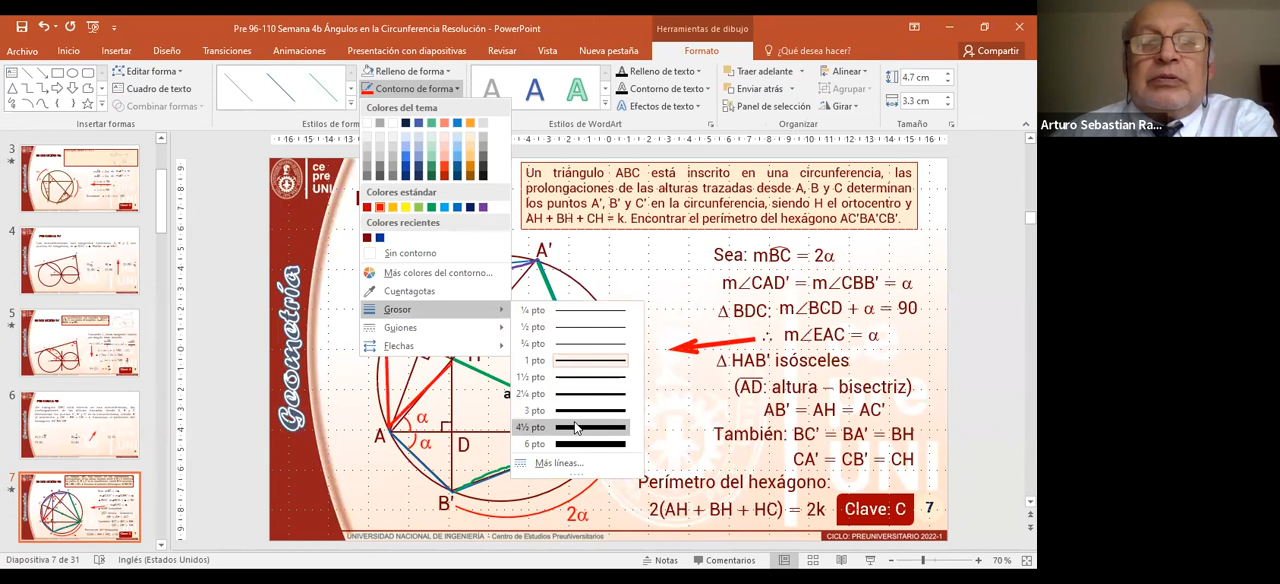 Pre 96-110 Semana 4b Ángulos en la Circunferencia Resolución - PowerPoint
Herramientas de dibujo
Archivo Inicio Insertar Diseño Transiciones Animaciones Presentación con diapositivas Revisar Vista Nueva pestaña Formato ¿Qué desea hacer? Compartir
Editar forma
Cuadro de texto
Combinar formas
Insertar formas
Relleno de forma
Contorno de forma
Estilos de form
A A A
Relleno de texto
Contorno de texto
Efectos de texto
Estilos de WordArt
Traer adelante
Enviar atrás
Panel de selección
Alinear
Agrupar
Girar
Organizar
4.7 cm
3.3 cm
Tamaño
Arturo Sebastian Ra...
Colores del tema
Colores estándar
Colores recientes
Sin contorno
Más colores del contorno...
Cuentagotas
Grosor
Guiones
Flechas
¼ pto
½ pto
¾ pto
1 pto
1½ pto
2¼ pto
3 pto
4½ pto
6 pto
Más líneas...
3
4
5
6
7
ce
pre
UNI
Geometría
Un triángulo ABC está inscrito en una circunferencia, las
prolongaciones de las alturas trazadas desde A, B y C determinan
los puntos A’, B’ y C’ en la circunferencia, siendo H el ortocentro y
AH + BH + CH = k. Encontrar el perímetro del hexágono AC’BA’CB’.
A′
A
α
α
D
B′
2α
Sea: mBC = 2α
m∠CAD′ = m∠CBB′ = α
Δ BDC: m∠BCD + α = 90
∴ m∠EAC = α
Δ HAB′ isósceles
(AD: altura – bisectriz)
AB′ = AH = AC′
También: BC′ = BA′ = BH
CA′ = CB′ = CH
Perímetro del hexágono:
2(AH + BH + HC) = 2k
Clave: C
7
UNIVERSIDAD NACIONAL DE INGENIERÍA - Centro de Estudios PreUniversitarios
CICLO: PREUNIVERSITARIO 2022-1
Diapositiva 7 de 31 Inglés (Estados Unidos) Notas Comentarios 70 %